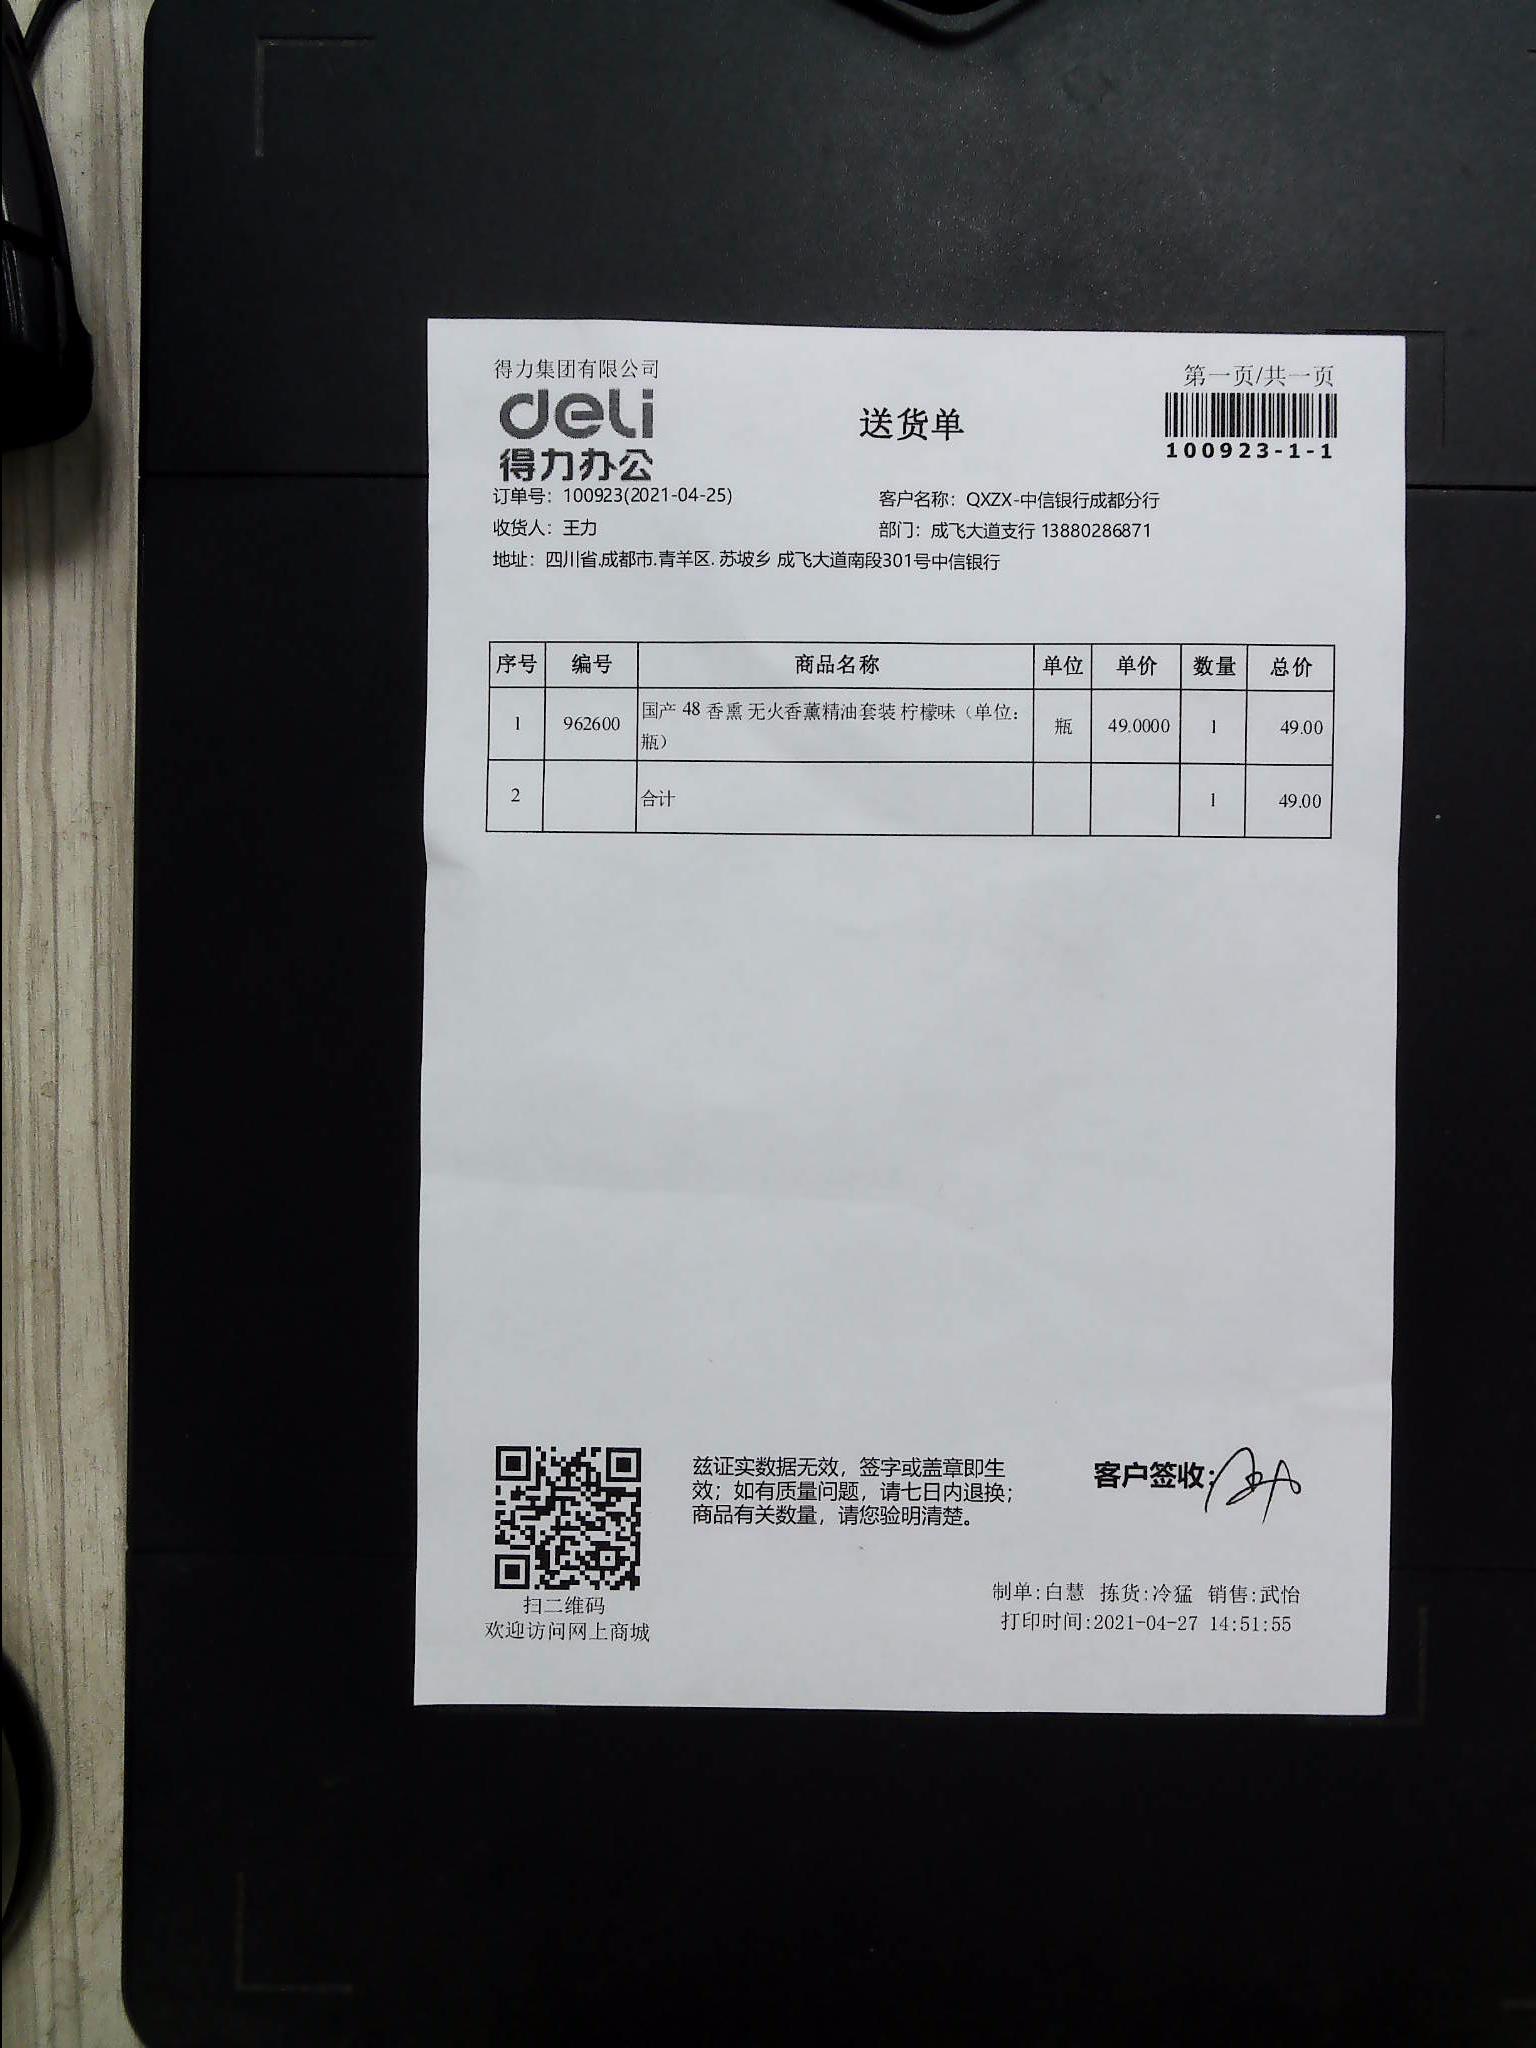 得力集团有限公司
第一页/共一页
deli
得力办公
送货单
100923-1-1
订单号：100923(2021-04-25)
客户名称：QXZX-中信银行成都分行
收货人：王力
部门：成飞大道支行 13880286871
地址：四川省.成都市.青羊区. 苏坡乡 成飞大道南段301号中信银行
序号 编号 商品名称 单位 单价 数量 总价
1 962600 国产 48 香熏 无火香薰精油套装 柠檬味（单位： 瓶 49.0000 1 49.00
瓶）
2 合计 1 49.00
兹证实数据无效，签字或盖章即生
效；如有质量问题，请七日内退换；
商品有关数量，请您验明清楚。
客户签收：
扫二维码
欢迎访问网上商城
制单:白慧 拣货:冷猛 销售:武怡
打印时间:2021-04-27 14:51:55